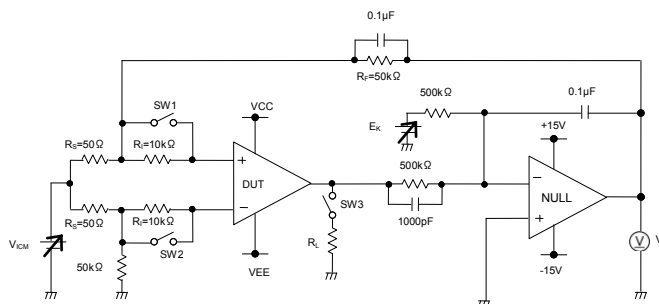 0.1μF
RF=50kΩ
500kΩ
0.1μF
SW1
VCC
EK
+15V
RS=50Ω
RI=10kΩ
500kΩ
DUT
NULL
SW3
RS=50Ω
RI=10kΩ
1000pF
V
V
VICM
SW2
RL
50kΩ
VEE
-15V